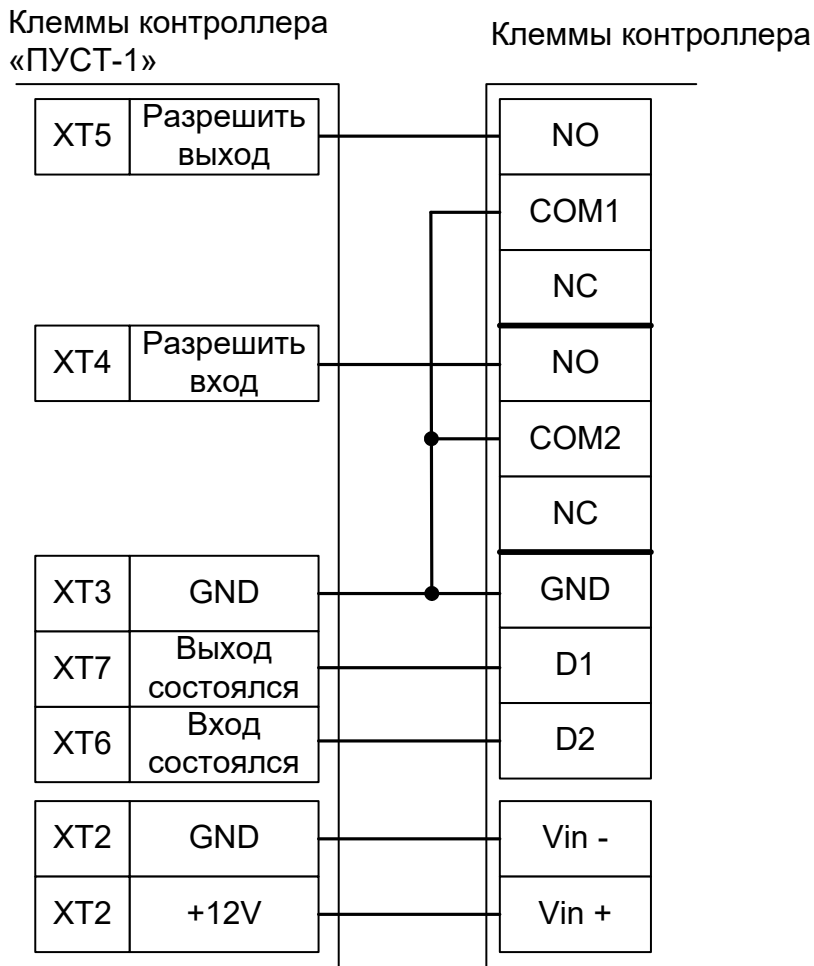 Клеммы контроллера
«ПУСТ-1»
Клеммы контроллера
XT5
Разрешить
выход
NO
COM1
NC
XT4
Разрешить
вход
NO
COM2
NC
XT3
GND
GND
XT7
Выход
состоялся
D1
XT6
Вход
состоялся
D2
XT2
GND
Vin -
XT2
+12V
Vin +